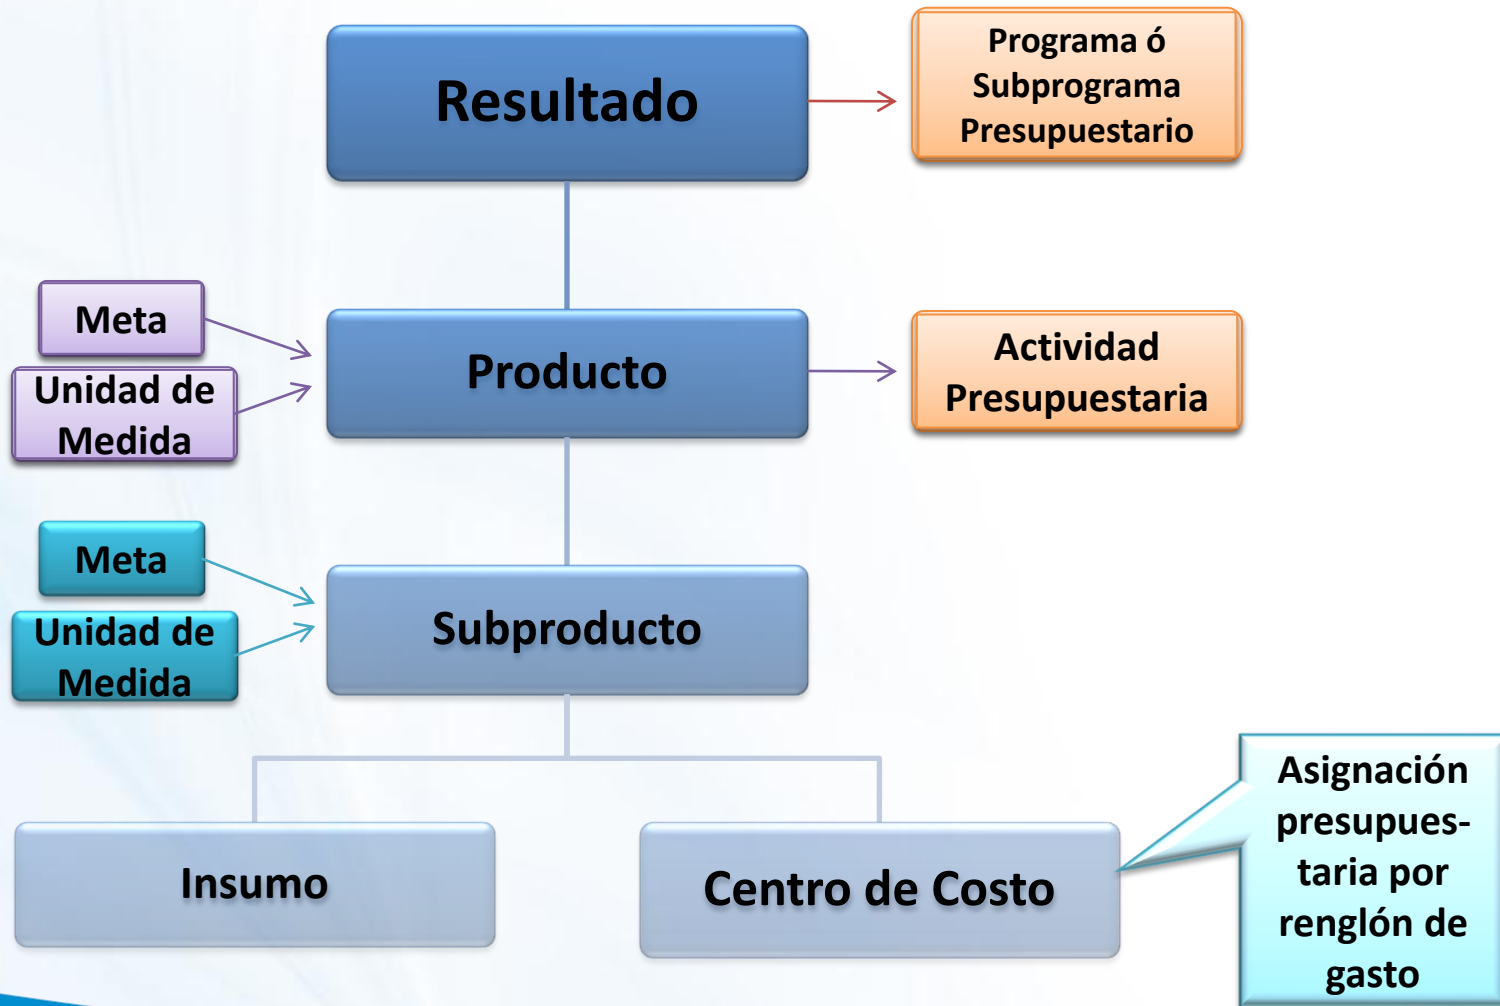 Resultado
Programa ó
Subprograma
Presupuestario
Meta
Unidad de
Medida
Producto
Actividad
Presupuestaria
Meta
Unidad de
Medida
Subproducto
Insumo
Centro de Costo
Asignación
presupues-
taria por
renglón de
gasto